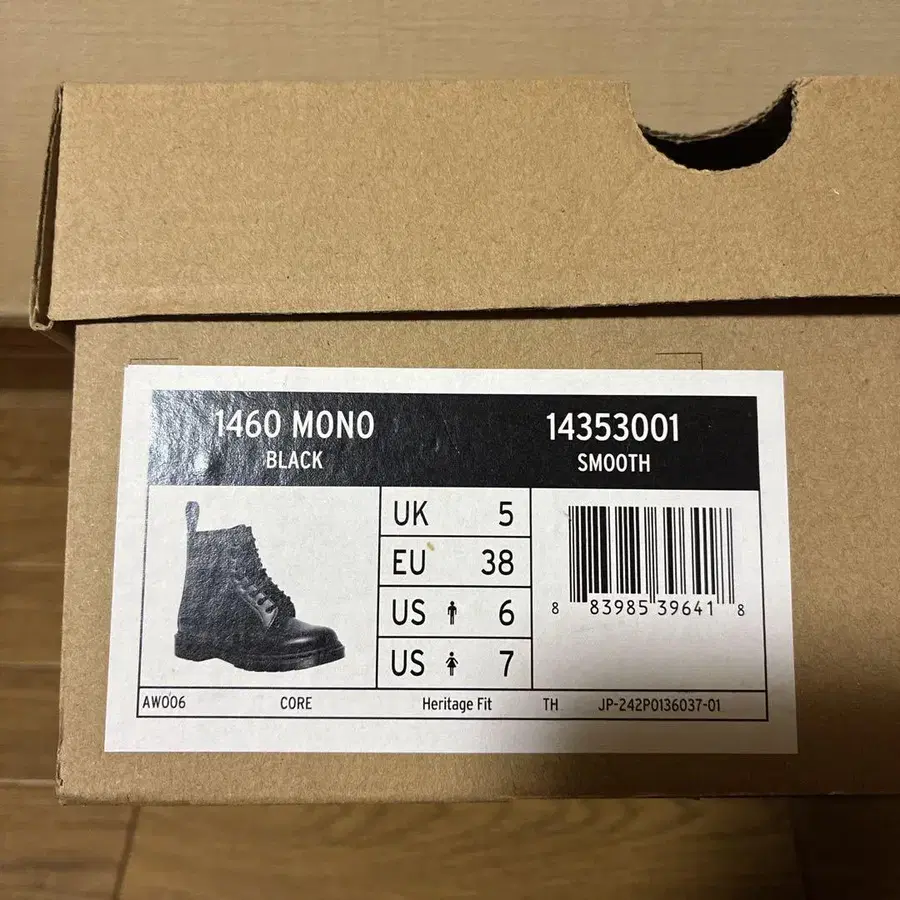 1460 MONO 14353001
BLACK SMOOTH
UK 5
EU 38
US 6
US 7
8 83985 39641 8
AW006 CORE Heritage Fit TH JP-242P0136037-01